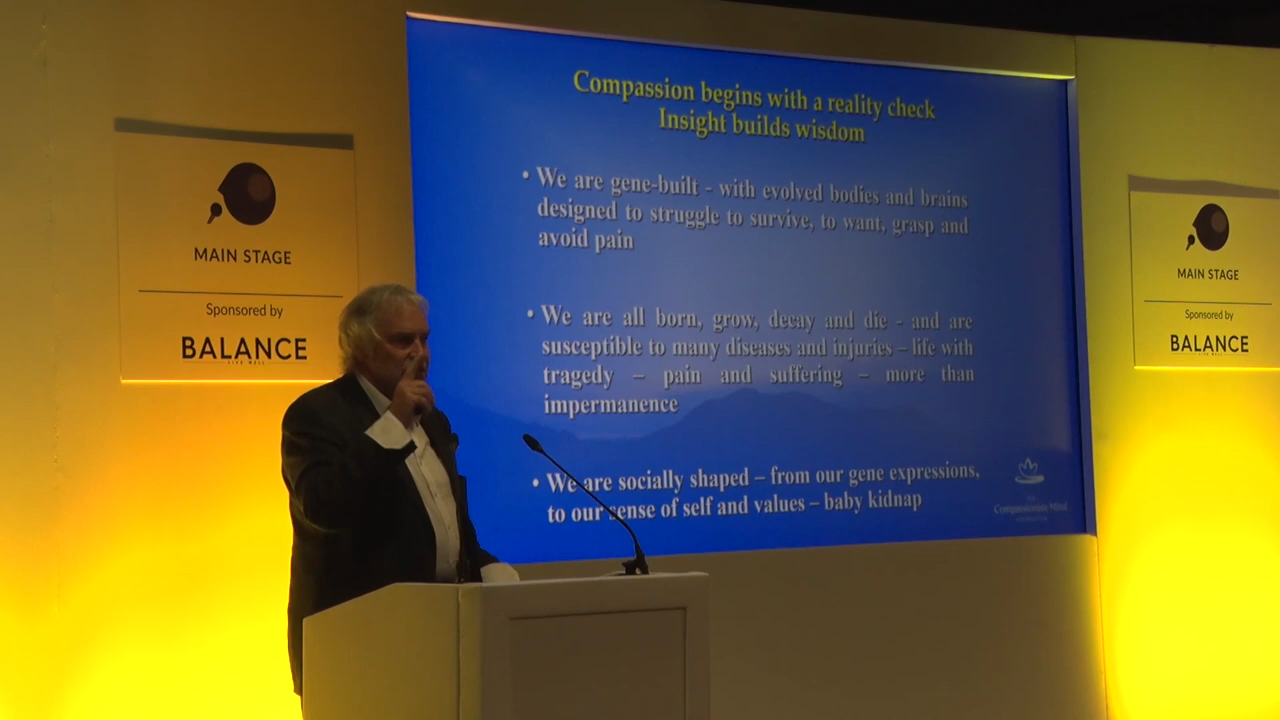 Compassion begins with a reality check
Insight builds wisdom
• We are gene-built - with evolved bodies and brains
designed to struggle to survive, to want, grasp and
avoid pain
• We are all born, grow, decay and die - and are
susceptible to many diseases and injuries – life with
tragedy – pain and suffering – more than
impermanence
• We are socially shaped – from our gene expressions,
to our sense of self and values – baby kidnap
Compassionate Mind
MAIN STAGE
Sponsored by
BALANCE
LIVE WELL
MAIN STAGE
Sponsored by
BALANCE